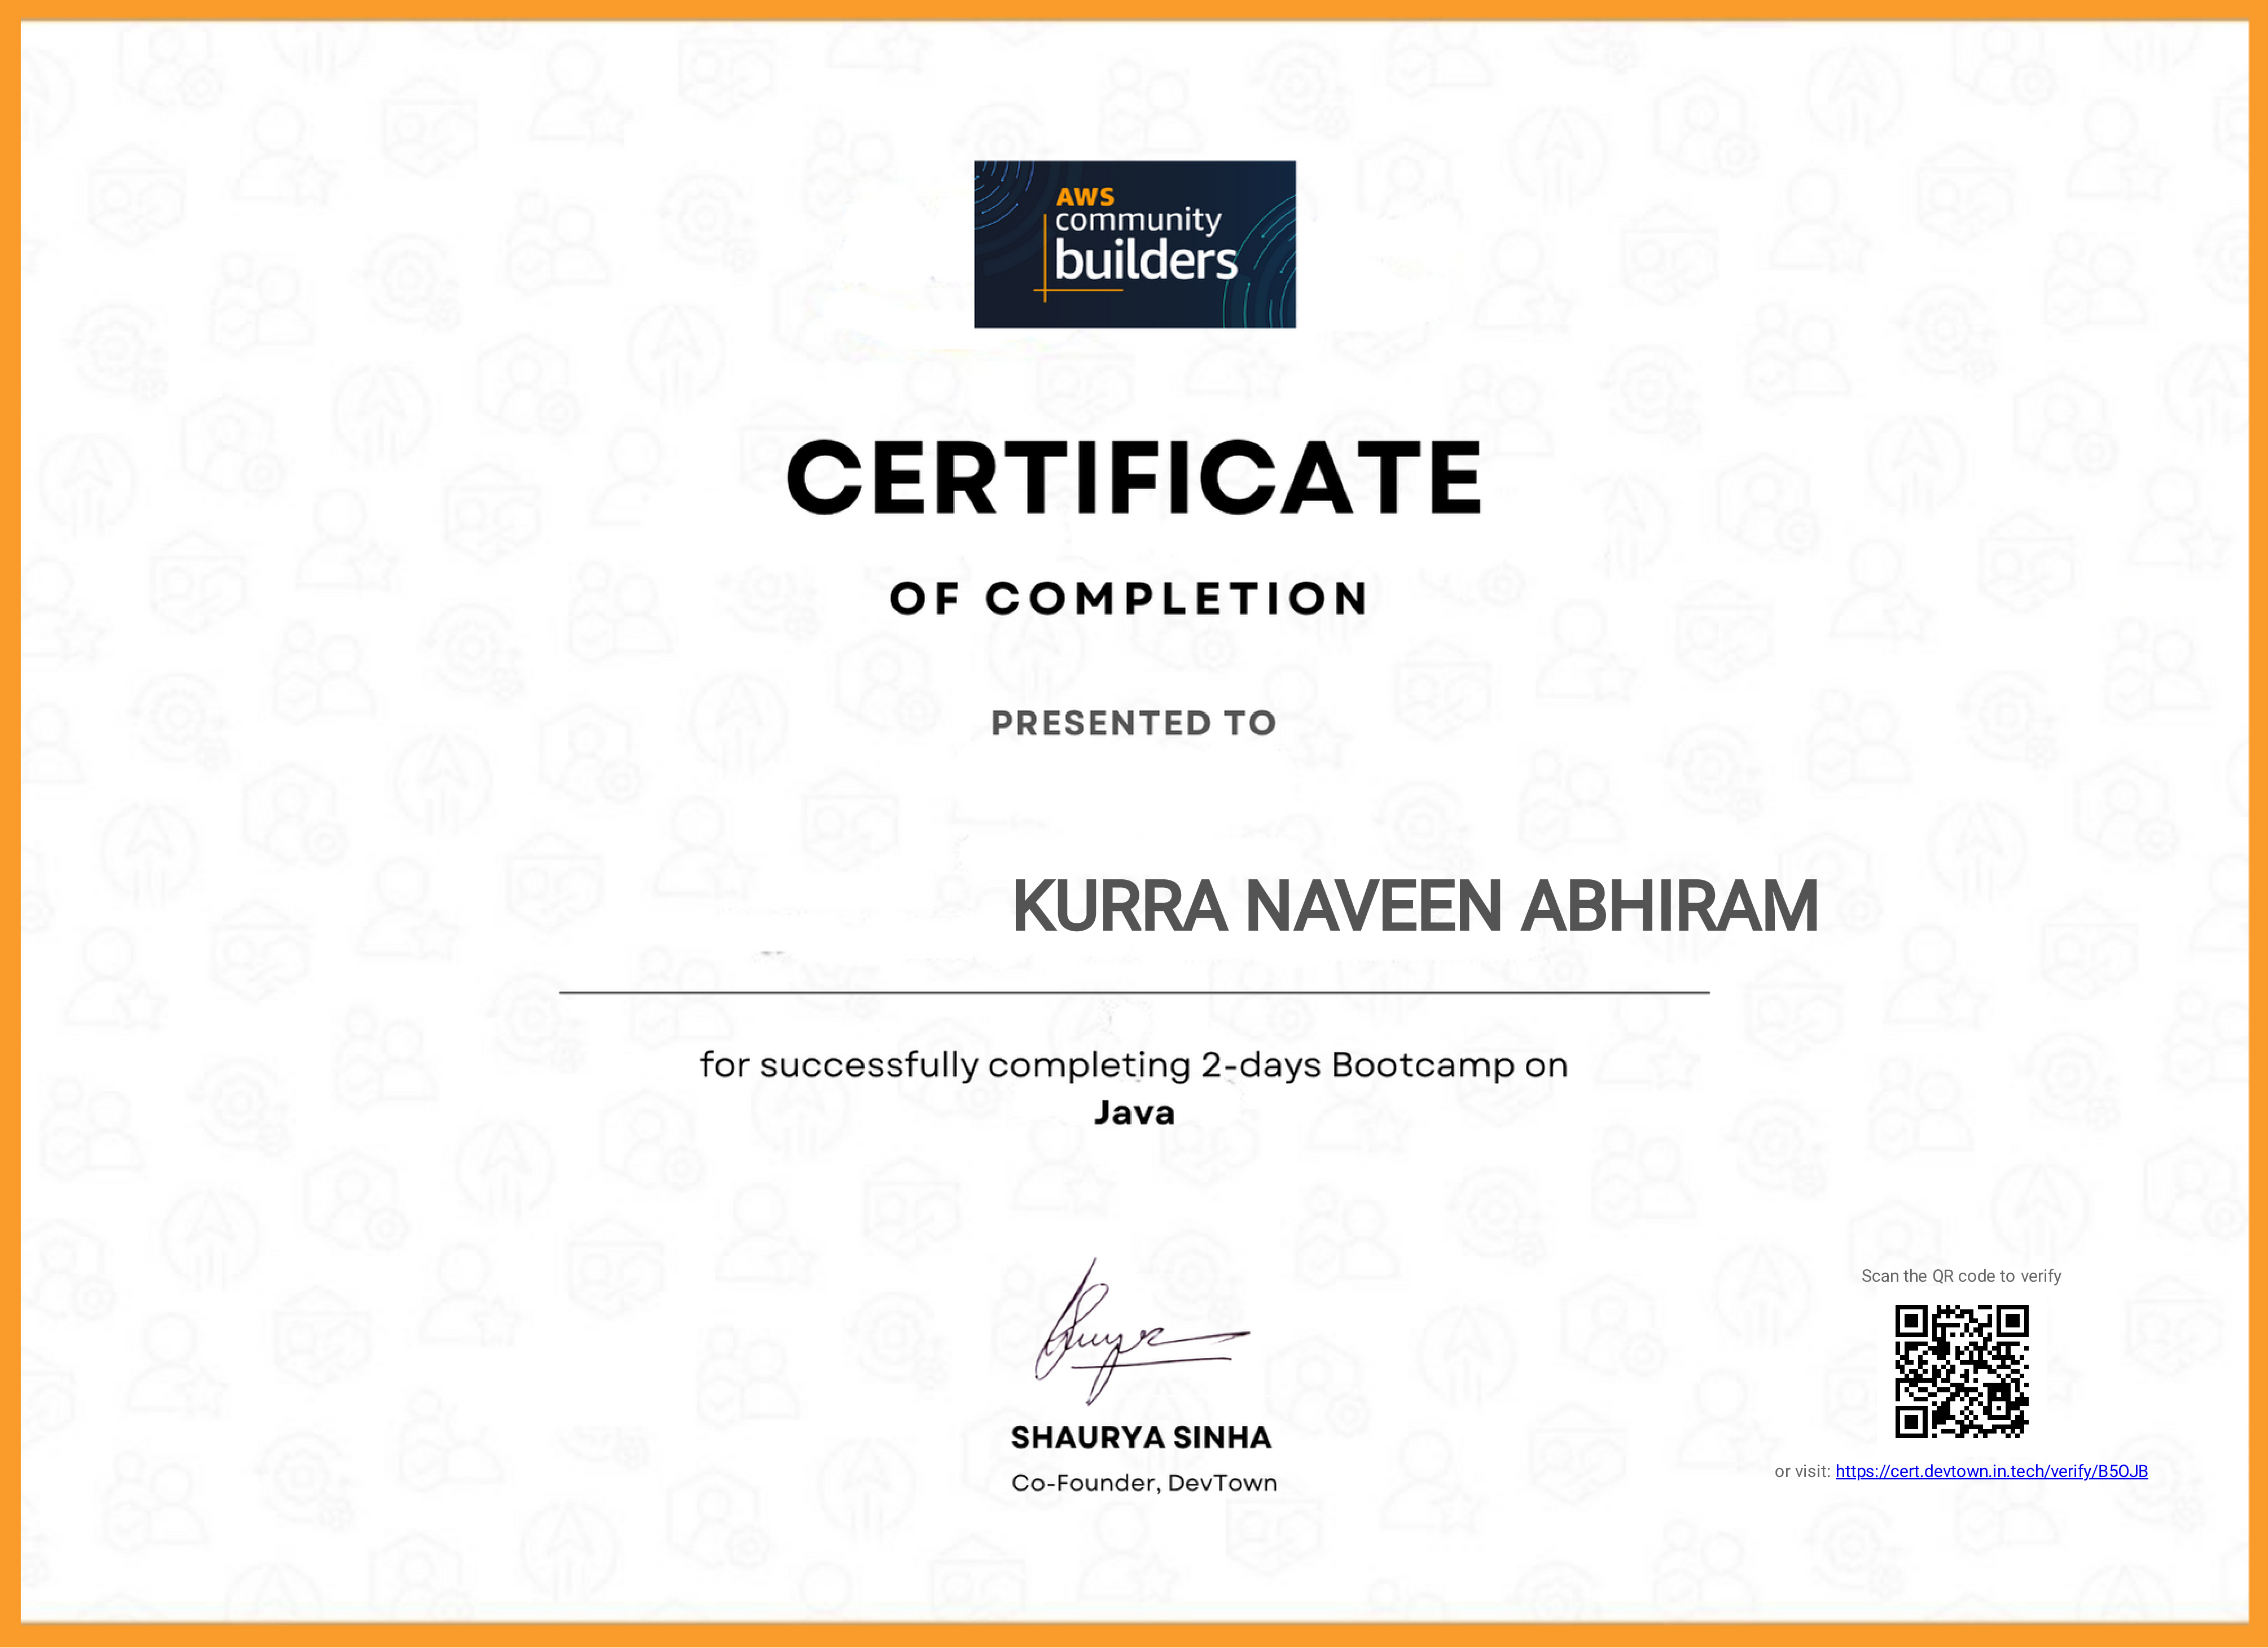 AWS
community
builders
CERTIFICATE
OF COMPLETION
PRESENTED TO
KURRA NAVEEN ABHIRAM
for successfully completing 2-days Bootcamp on
Java
SHAURYA SINHA
Co-Founder, DevTown
Scan the QR code to verify
or visit: https://cert.devtown.in.tech/verify/B5OJB